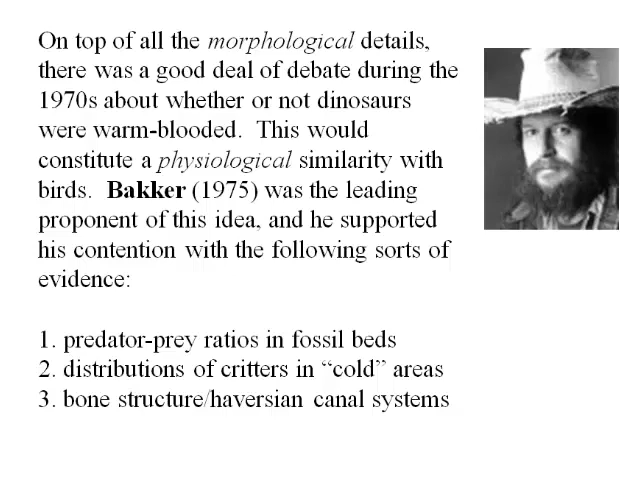 On top of all the morphological details,
there was a good deal of debate during the
1970s about whether or not dinosaurs
were warm-blooded.  This would
constitute a physiological similarity with
birds.  Bakker (1975) was the leading
proponent of this idea, and he supported
his contention with the following sorts of
evidence:
1. predator-prey ratios in fossil beds
2. distributions of critters in “cold” areas
3. bone structure/haversian canal systems